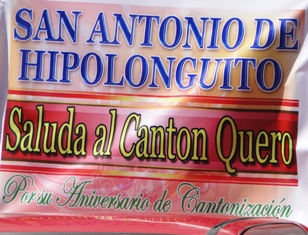 SAN ANTONIO DE
HIPOLONGUITO
Saluda al Canton Quero
Por su Aniversario de Cantonización